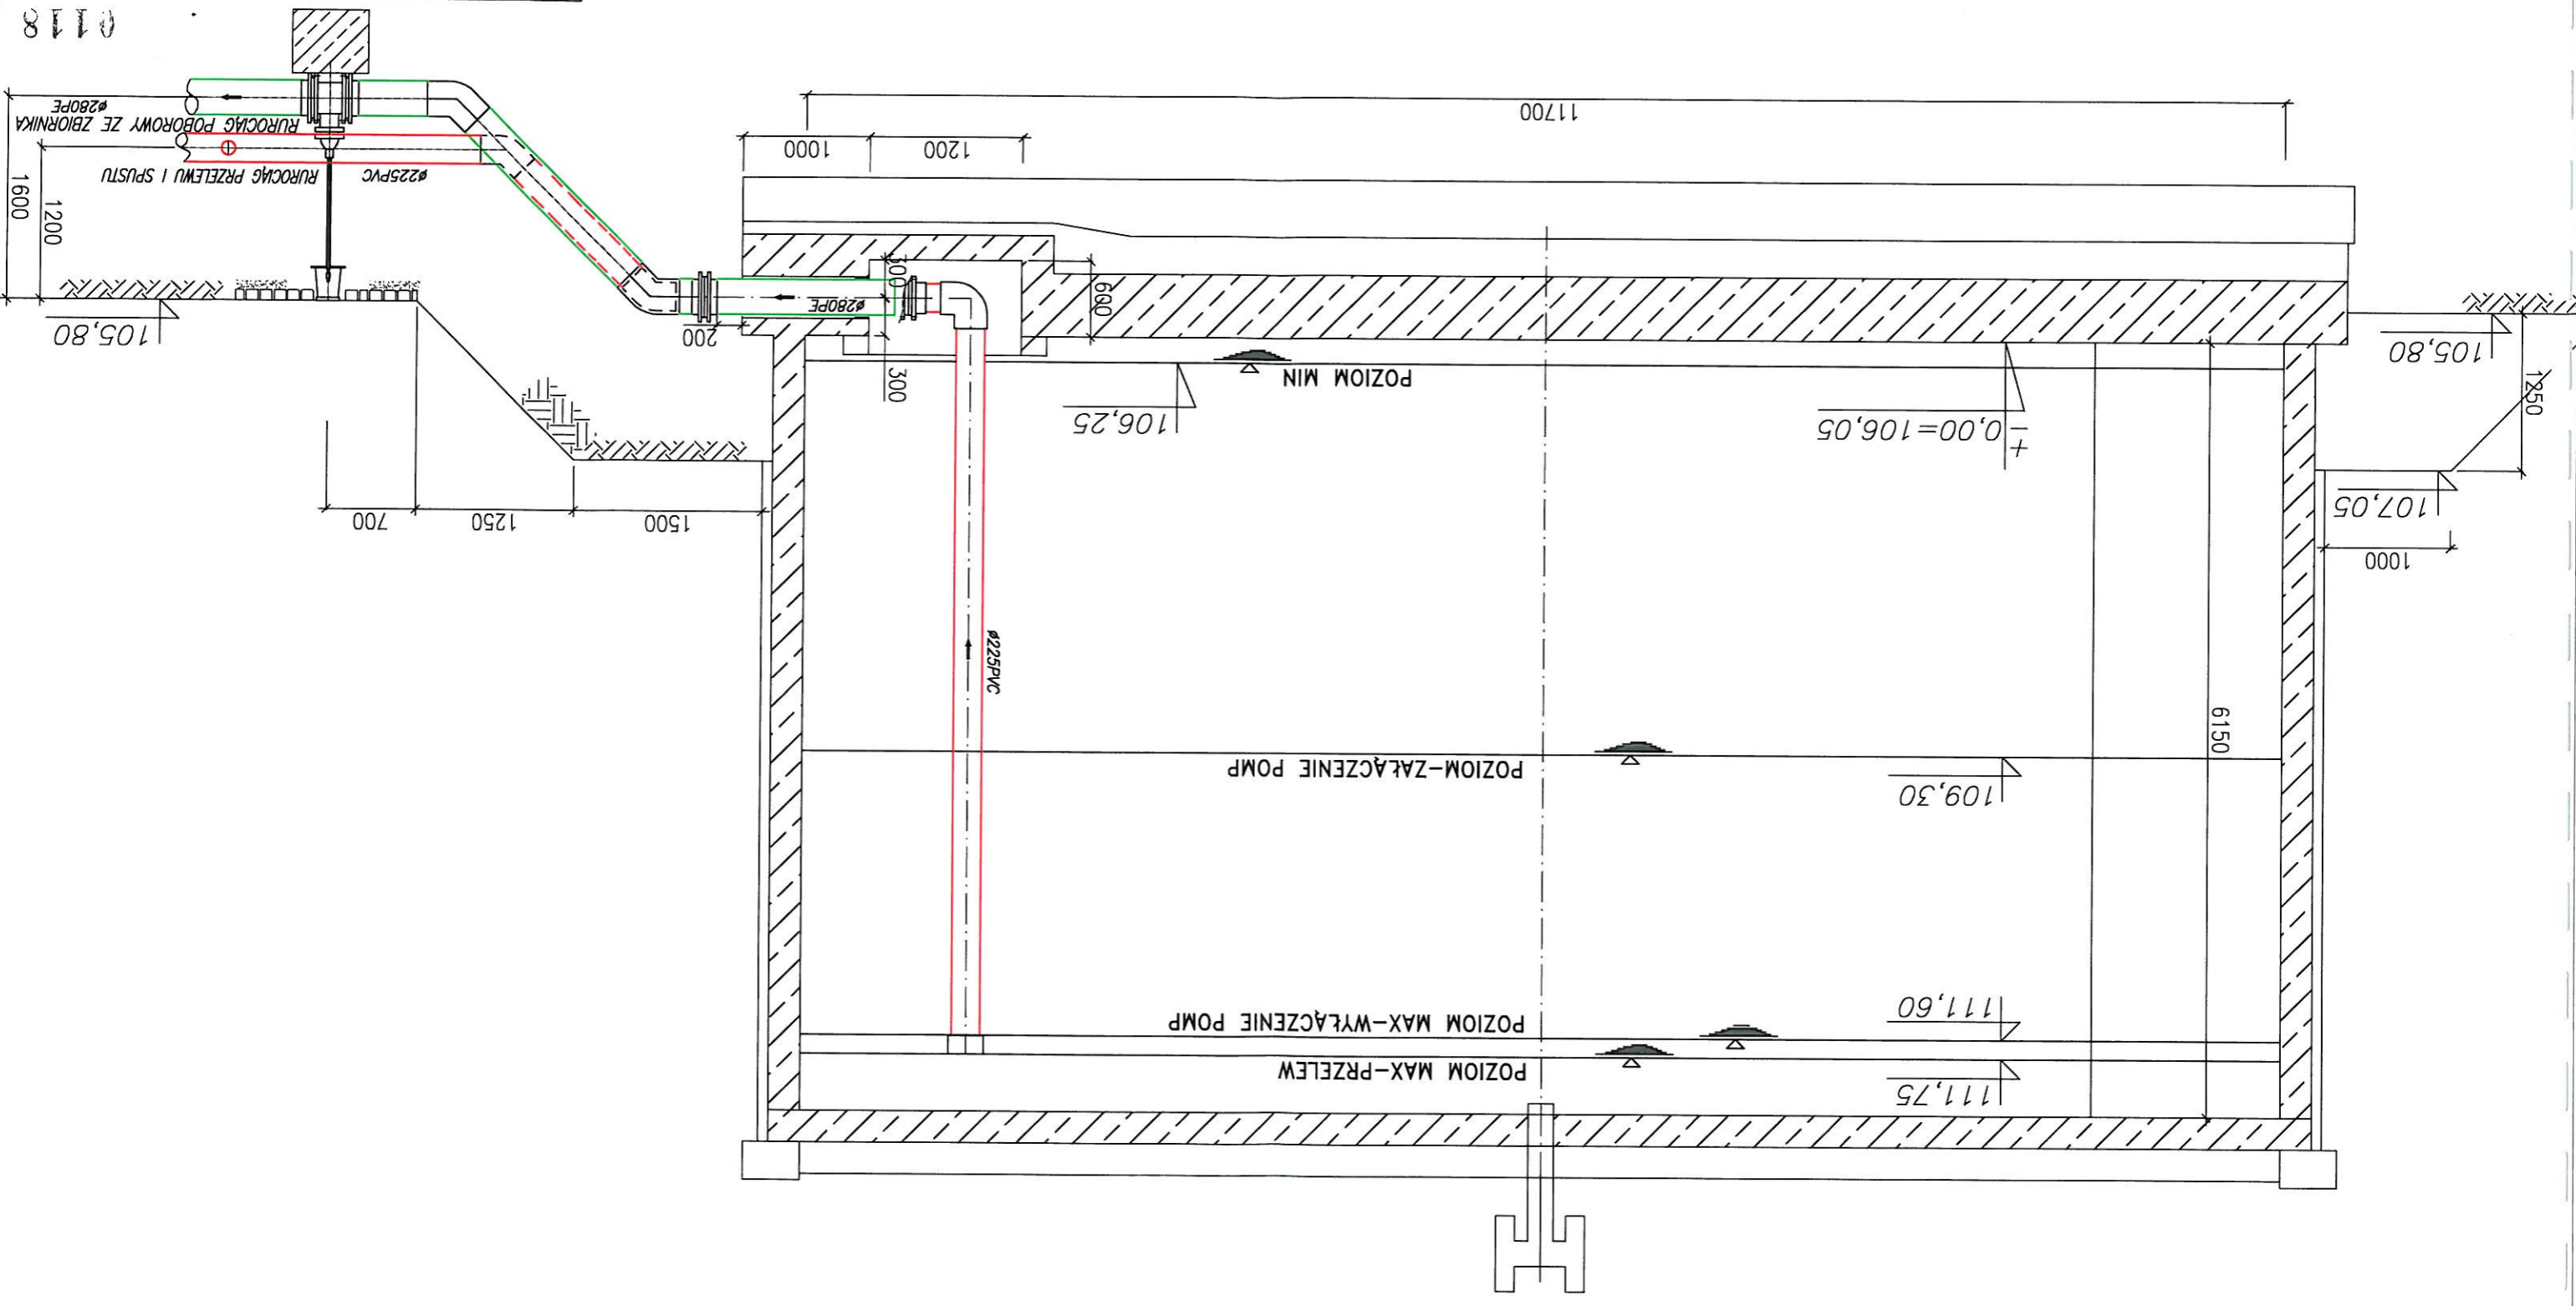 111,75
POZIOM MAX-PRZELEW
111,60
POZIOM MAX-WYŁĄCZENIE POMP
109,30
POZIOM-ZAŁĄCZENIE POMP
6150
ø225PVC
1000
107,05
1250
105,80
1500
1250
700
± 0,00=106,05
106,25
POZIOM MIN
300
200
600
300
ø280PE
105,80
1200
1600
ø225PVC RUROCIĄG PRZELEWU I SPUSTU
RUROCIĄG POBOROWY ZE ZBIORNIKA
ø280PE
1200
1000
11700
0118